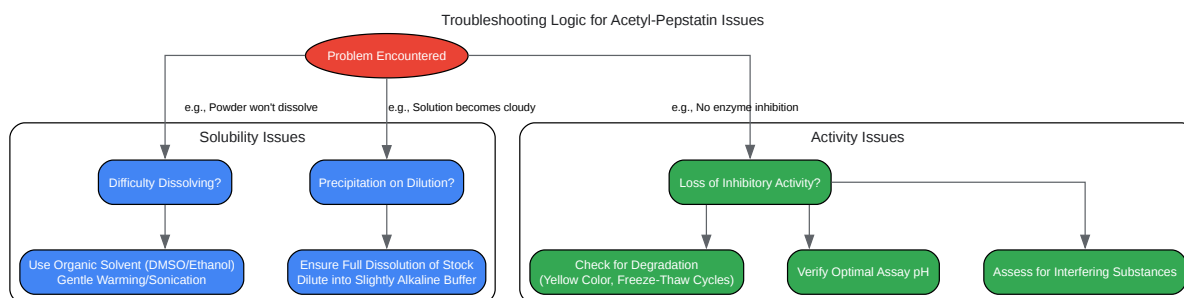 Troubleshooting Logic for Acetyl-Pepstatin Issues
Problem Encountered
e.g., Powder won't dissolve
e.g., Solution becomes cloudy
e.g., No enzyme inhibition
Solubility Issues
Activity Issues
Difficulty Dissolving?
Precipitation on Dilution?
Loss of Inhibitory Activity?
Use Organic Solvent (DMSO/Ethanol)
Gentle Warming/Sonication
Ensure Full Dissolution of Stock
Dilute into Slightly Alkaline Buffer
Check for Degradation
(Yellow Color, Freeze-Thaw Cycles)
Verify Optimal Assay pH
Assess for Interfering Substances